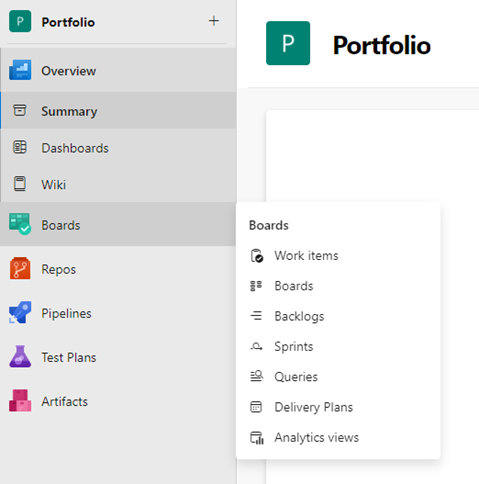 P
Portfolio
+
Overview
Summary
Dashboards
Wiki
Boards
Repos
Pipelines
Test Plans
Artifacts
P
Portfolio
Boards
Work items
Boards
Backlogs
Sprints
Queries
Delivery Plans
Analytics views